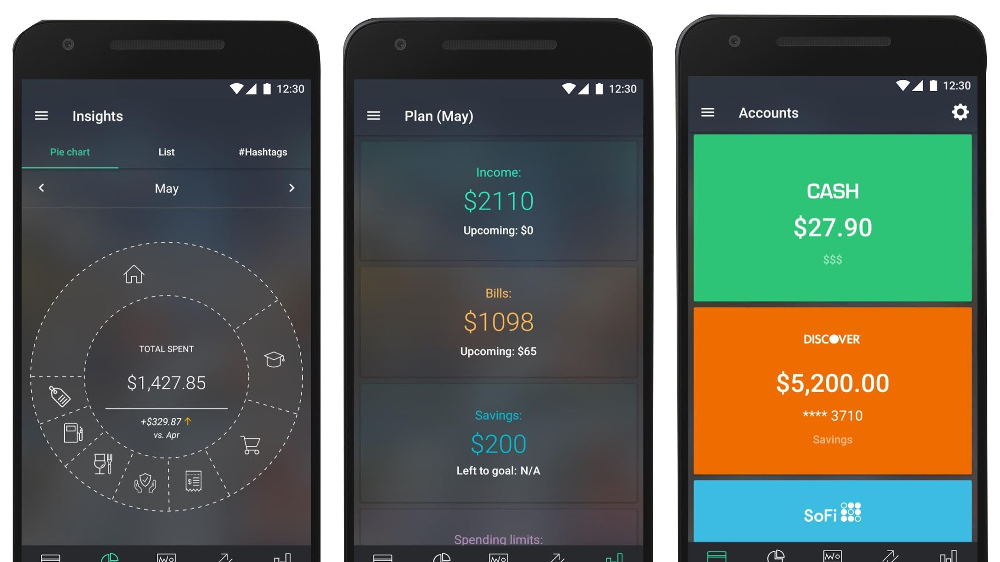 12:30
Insights
Pie chart
List
#Hashtags
May
TOTAL SPENT
$1,427.85
+$329.87
vs. Apr
12:30
Plan (May)
Income:
$2110
Upcoming: $0
Bills:
$1098
Upcoming: $65
Savings:
$200
Left to goal: N/A
Spending limits:
12:30
Accounts
CASH
$27.90
$$$
DISCOVER
$5,200.00
**** 3710
Savings
SoFi